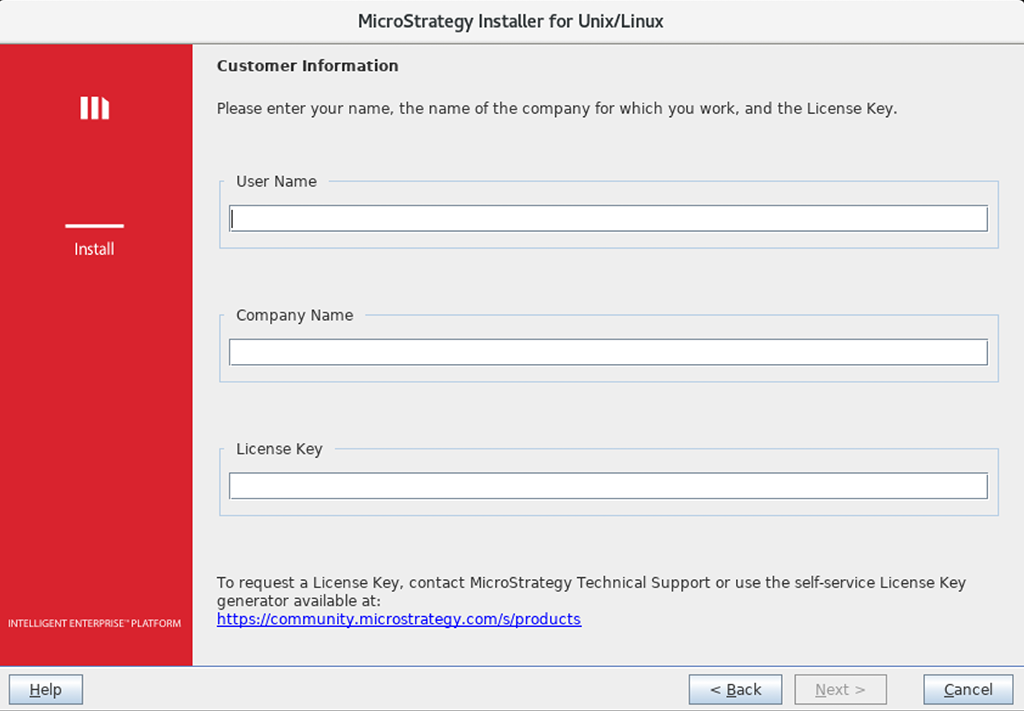 MicroStrategy Installer for Unix/Linux
Install
INTELLIGENT ENTERPRISE™ PLATFORM
Customer Information
Please enter your name, the name of the company for which you work, and the License Key.
User Name
Company Name
License Key
To request a License Key, contact MicroStrategy Technical Support or use the self-service License Key
generator available at:
https://community.microstrategy.com/s/products
Help
< Back
Next >
Cancel